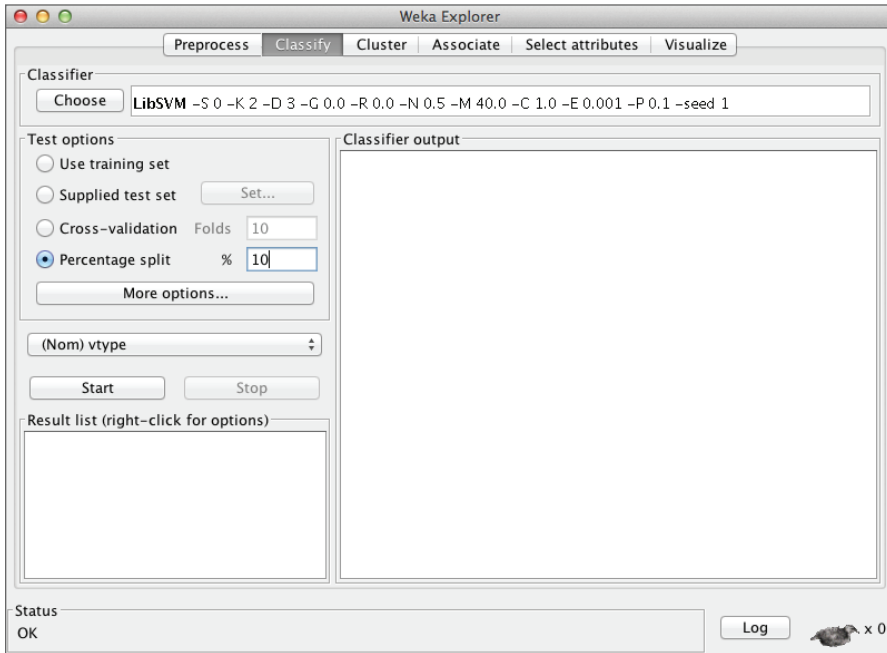 Weka Explorer
Preprocess Classify Cluster Associate Select attributes Visualize
Classifier
Choose LibSVM -S 0 -K 2 -D 3 -G 0.0 -R 0.0 -N 0.5 -M 40.0 -C 1.0 -E 0.001 -P 0.1 -seed 1
Test options
Use training set
Supplied test set Set...
Cross-validation Folds 10
Percentage split % 10
More options...
(Nom) vtype
Start Stop
Result list (right-click for options)
Classifier output
Status
OK
Log x 0